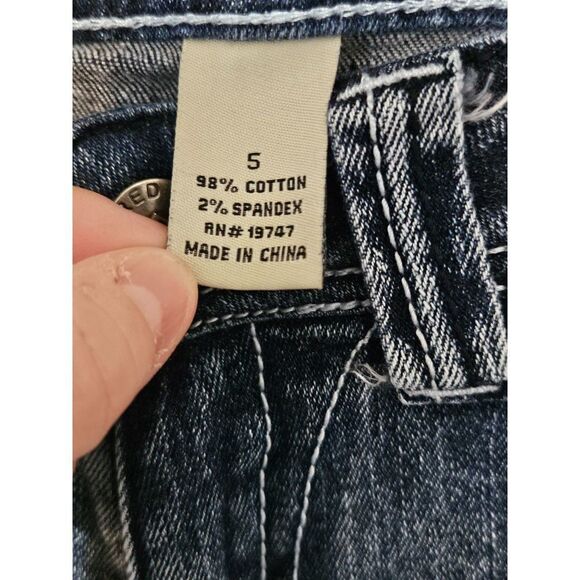 5
98% COTTON
2% SPANDEX
RN# 19747
MADE IN CHINA